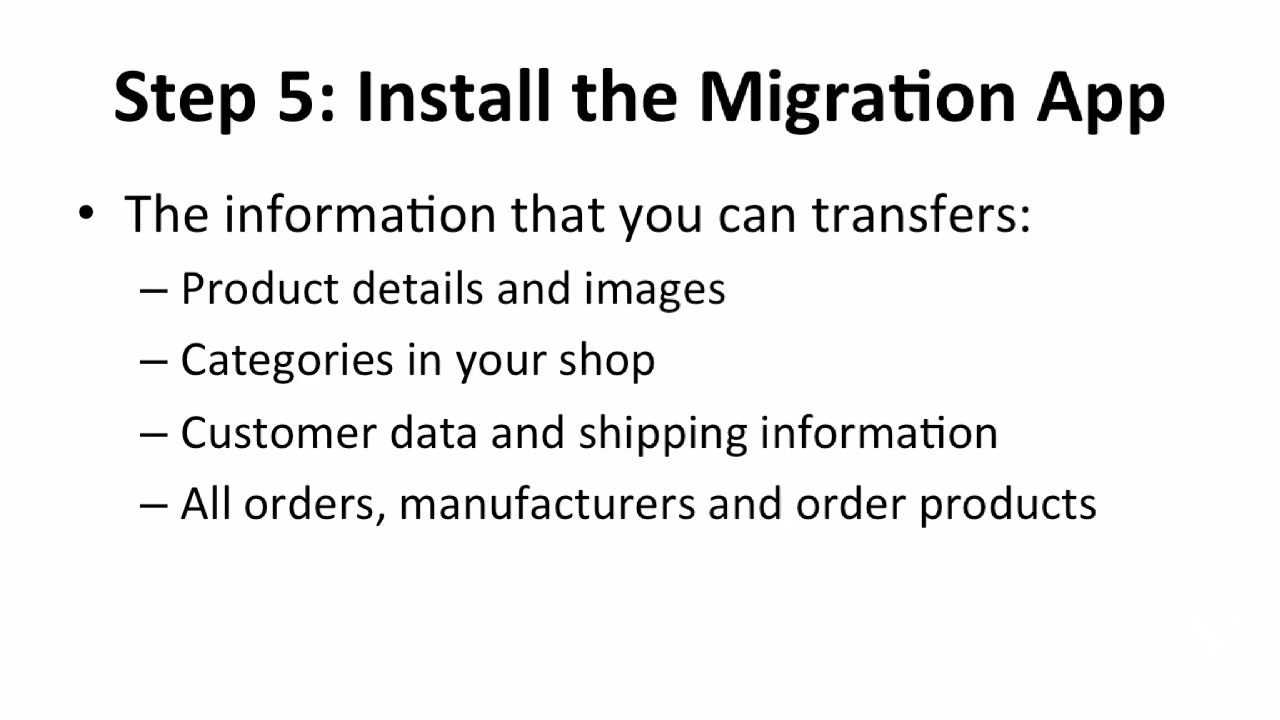 Step 5: Install the Migration App
• The information that you can transfers:
– Product details and images
– Categories in your shop
– Customer data and shipping information
– All orders, manufacturers and order products